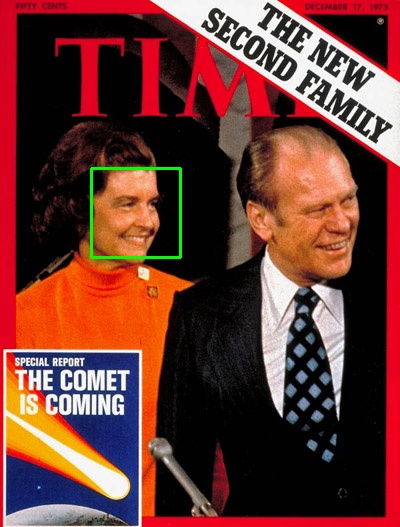 FIFTY CENTS
DECEMBER 17, 1973
THE NEW
SECOND FAMILY
TIME
SPECIAL REPORT
THE COMET
IS COMING